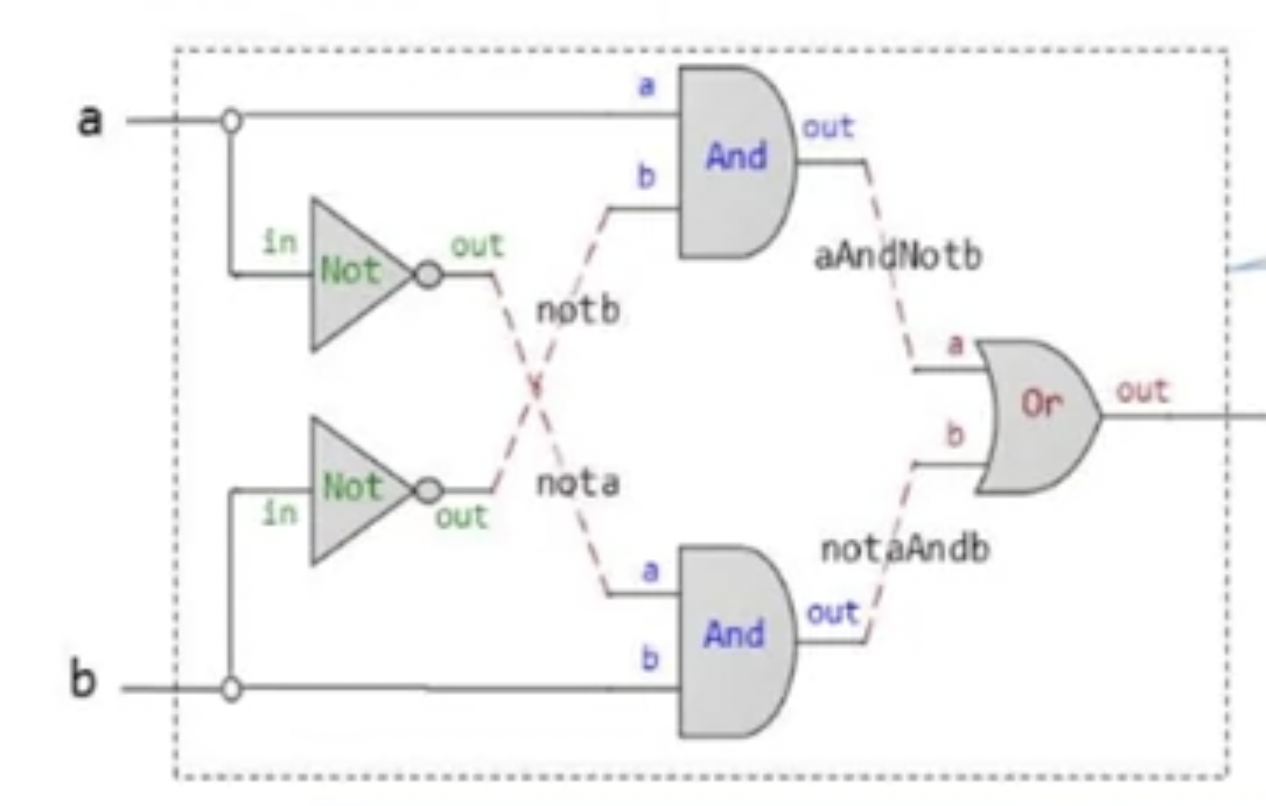 a
a
out
And
b
in
out
aAndNotb
Not
notb
a
out
Or
b
Not
nota
in
out
notaAndb
a
out
And
b
b